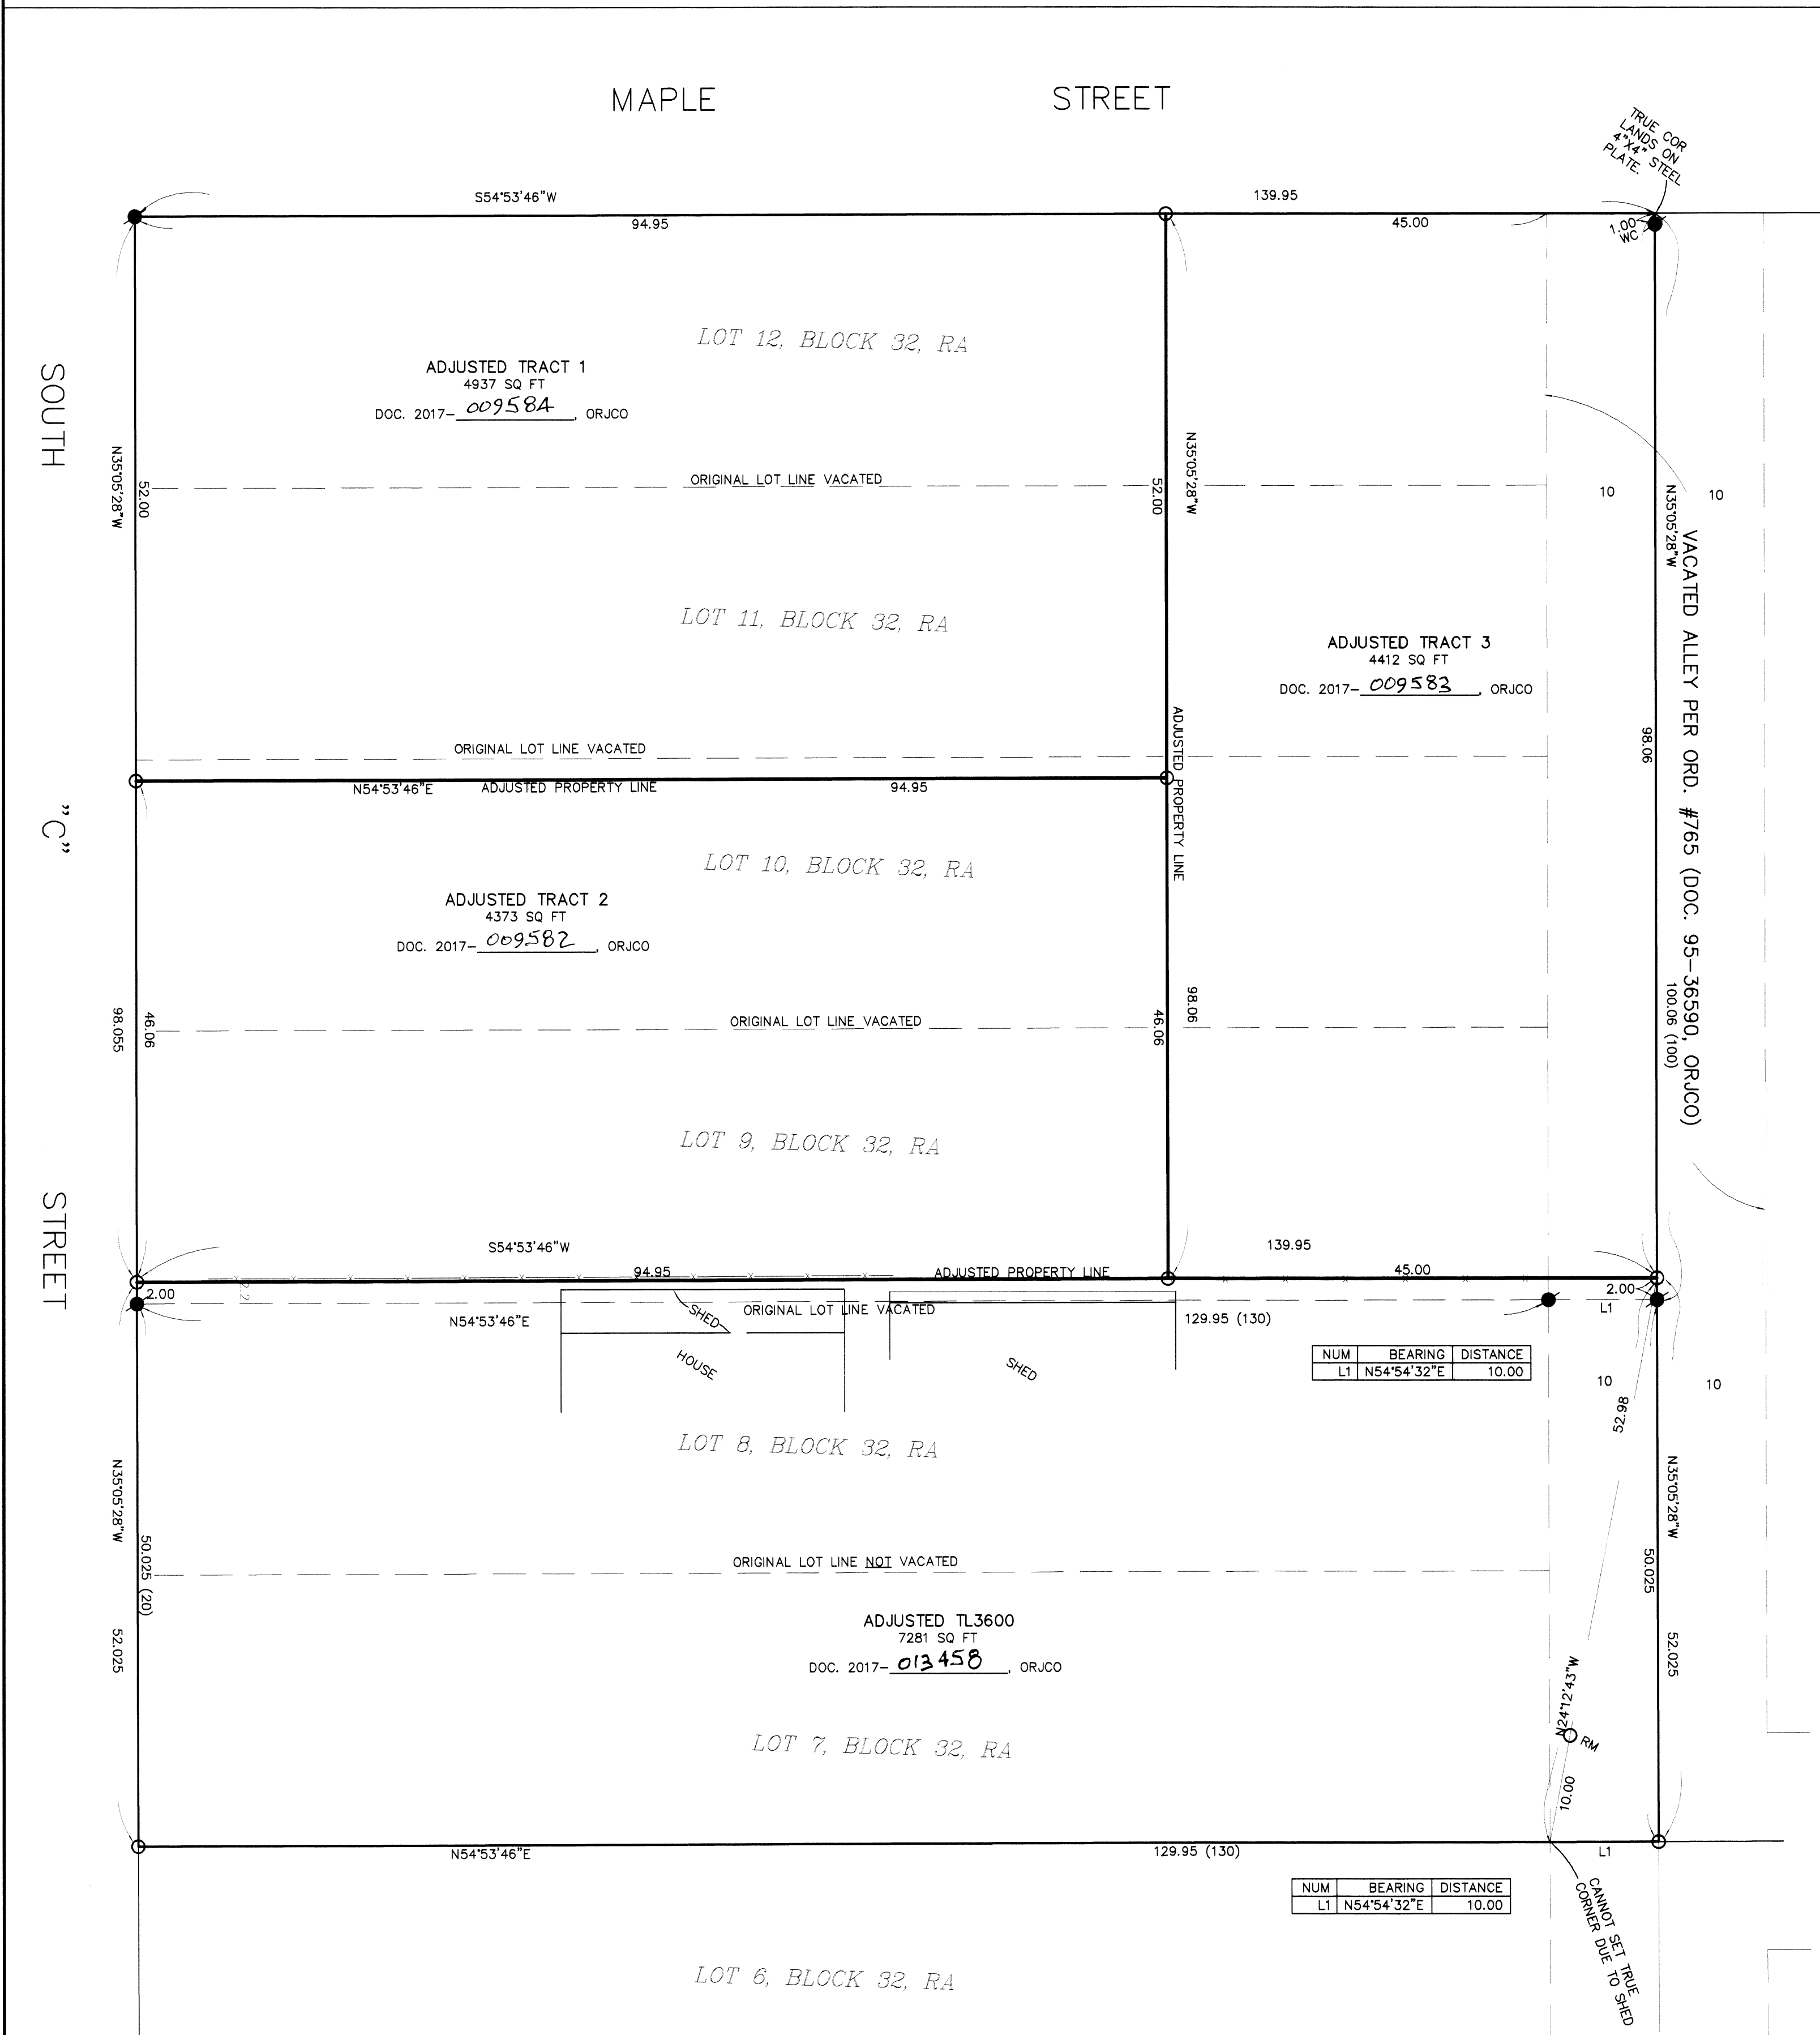 MAPLE STREET
TRUE COR
LANDS ON
4"X4" STEEL
PLATE.
S54°53'46"W
139.95
94.95
45.00
1.00
WC
LOT 12, BLOCK 32, RA
ADJUSTED TRACT 1
4937 SQ FT
DOC. 2017-009584, ORJCO
SOUTH "C" STREET
N35°05'28"W
52.00
ORIGINAL LOT LINE VACATED
52.00
N35°05'28"W
10
N35°05'28"W
10
VACATED ALLEY PER ORD. #765 (DOC. 95-36590, ORJCO)
LOT 11, BLOCK 32, RA
ADJUSTED TRACT 3
4412 SQ FT
DOC. 2017-009583, ORJCO
98.06
ORIGINAL LOT LINE VACATED
ADJUSTED PROPERTY LINE
N54°53'46"E
ADJUSTED PROPERTY LINE
94.95
LOT 10, BLOCK 32, RA
ADJUSTED TRACT 2
4373 SQ FT
DOC. 2017-009582, ORJCO
98.055
46.06
ORIGINAL LOT LINE VACATED
46.06
98.06
100.06 (100)
LOT 9, BLOCK 32, RA
S54°53'46"W
139.95
94.95
ADJUSTED PROPERTY LINE
45.00
2.00
2.2
2.00
SHED
ORIGINAL LOT LINE VACATED
N54°53'46"E
129.95 (130)
L1
HOUSE
SHED
NUM BEARING DISTANCE
L1 N54°54'32"E 10.00
10
10
52.98
LOT 8, BLOCK 32, RA
N35°05'28"W
50.025 (20)
52.025
N35°05'28"W
50.025
52.025
ORIGINAL LOT LINE NOT VACATED
ADJUSTED TL3600
7281 SQ FT
DOC. 2017-013458, ORJCO
N24°12'43"W
RM
LOT 7, BLOCK 32, RA
10.00
N54°53'46"E
129.95 (130)
L1
NUM BEARING DISTANCE
L1 N54°54'32"E 10.00
CANNOT SET TRUE
CORNER DUE TO SHED
LOT 6, BLOCK 32, RA